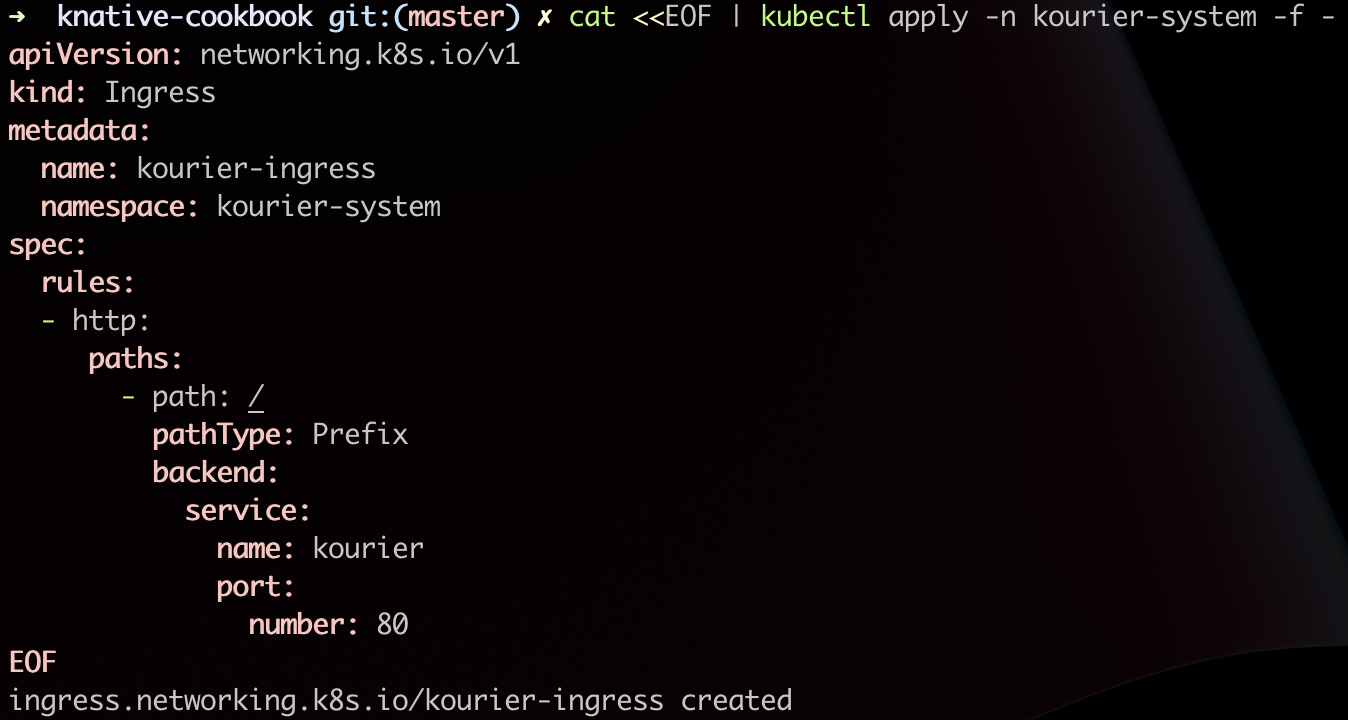 ➜  knative-cookbook git:(master) ✗ cat <<EOF | kubectl apply -n kourier-system -f -
apiVersion: networking.k8s.io/v1
kind: Ingress
metadata:
  name: kourier-ingress
  namespace: kourier-system
spec:
  rules:
  - http:
     paths:
       - path: /
         pathType: Prefix
         backend:
           service:
             name: kourier
             port:
               number: 80
EOF
ingress.networking.k8s.io/kourier-ingress created